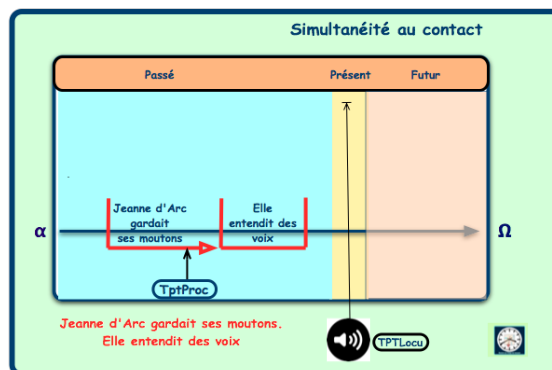 Simultanéité au contact
Passé
Présent
Futur
Jeanne d'Arc
gardait
ses moutons
Elle
entendit des
voix
α
Ω
TptProc
Jeanne d'Arc gardait ses moutons.
Elle entendit des voix
TPTLocu